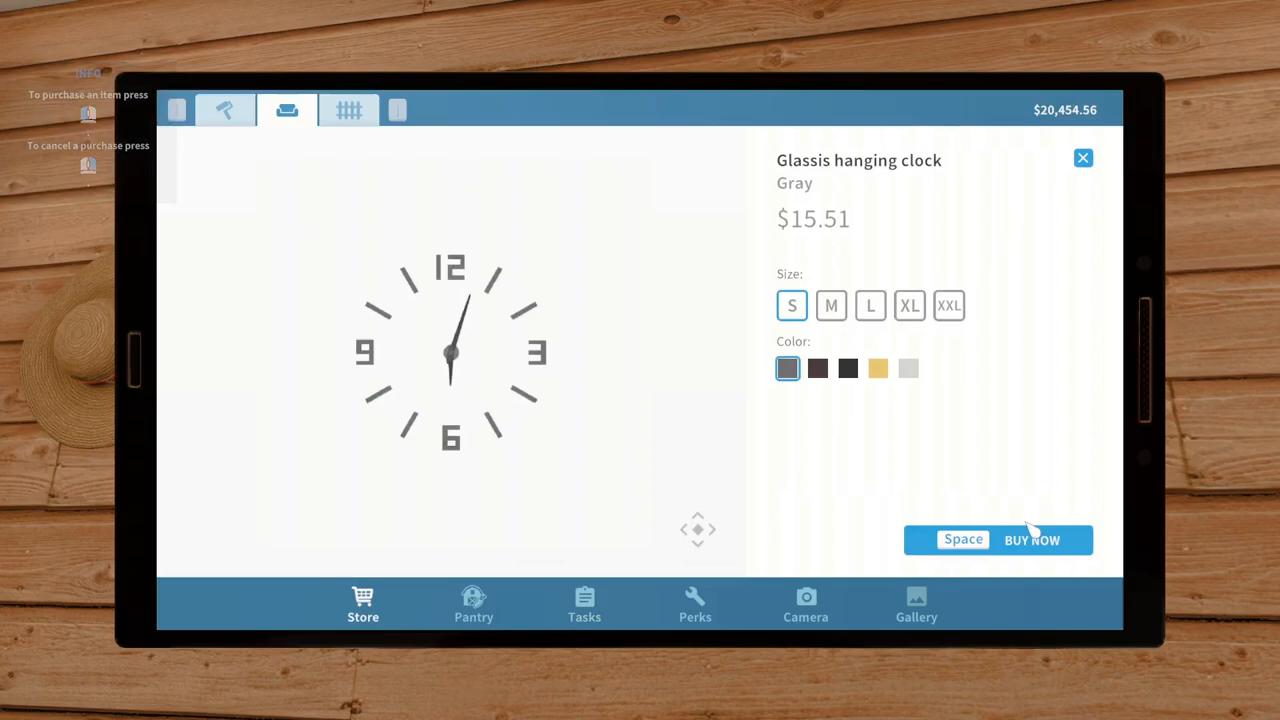 INFO
To purchase an item press
To cancel a purchase press
$20,454.56
Glassis hanging clock
Gray
$15.51
Size:
S M L XL XXL
Color:
12
9 3
6
Space BUY NOW
Store Pantry Tasks Perks Camera Gallery